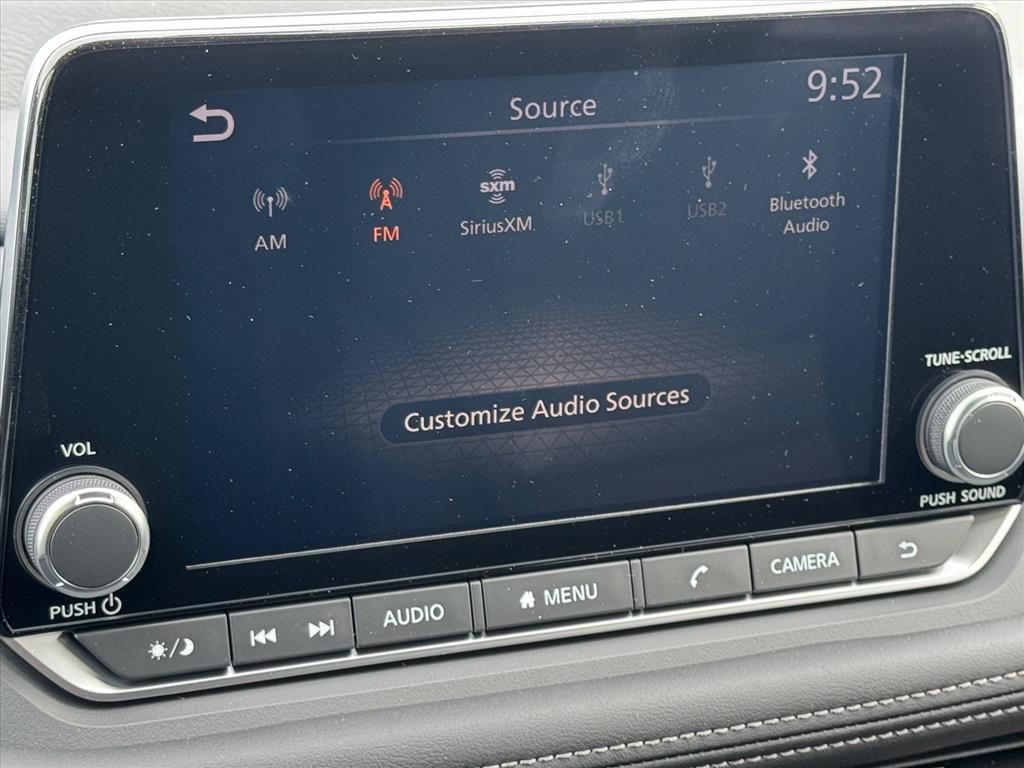 Source
9:52
sxm
AM
FM
SiriusXM
USB1
USB2
Bluetooth
Audio
Customize Audio Sources
TUNE·SCROLL
PUSH SOUND
VOL
PUSH
AUDIO
MENU
CAMERA